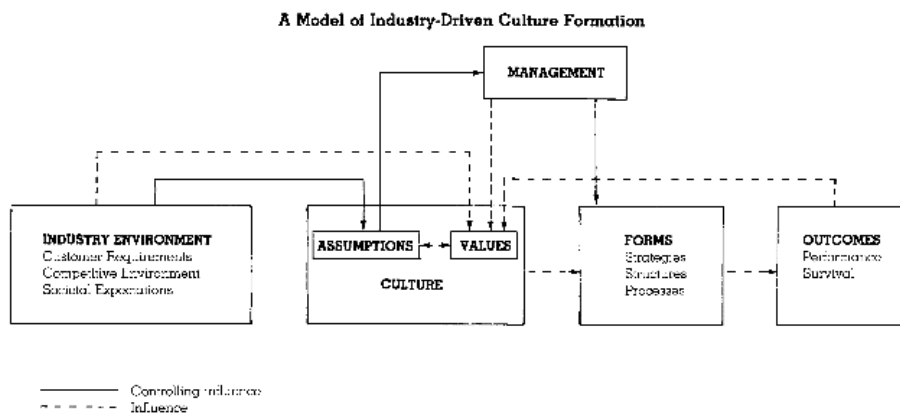 A Model of Industry-Driven Culture Formation
MANAGEMENT
INDUSTRY ENVIRONMENT
Customer Requirements
Competitive Environment
Societal Expectations
ASSUMPTIONS
VALUES
CULTURE
FORMS
Strategies
Structures
Processes
OUTCOMES
Performance
Survival
Controlling influence
Influence